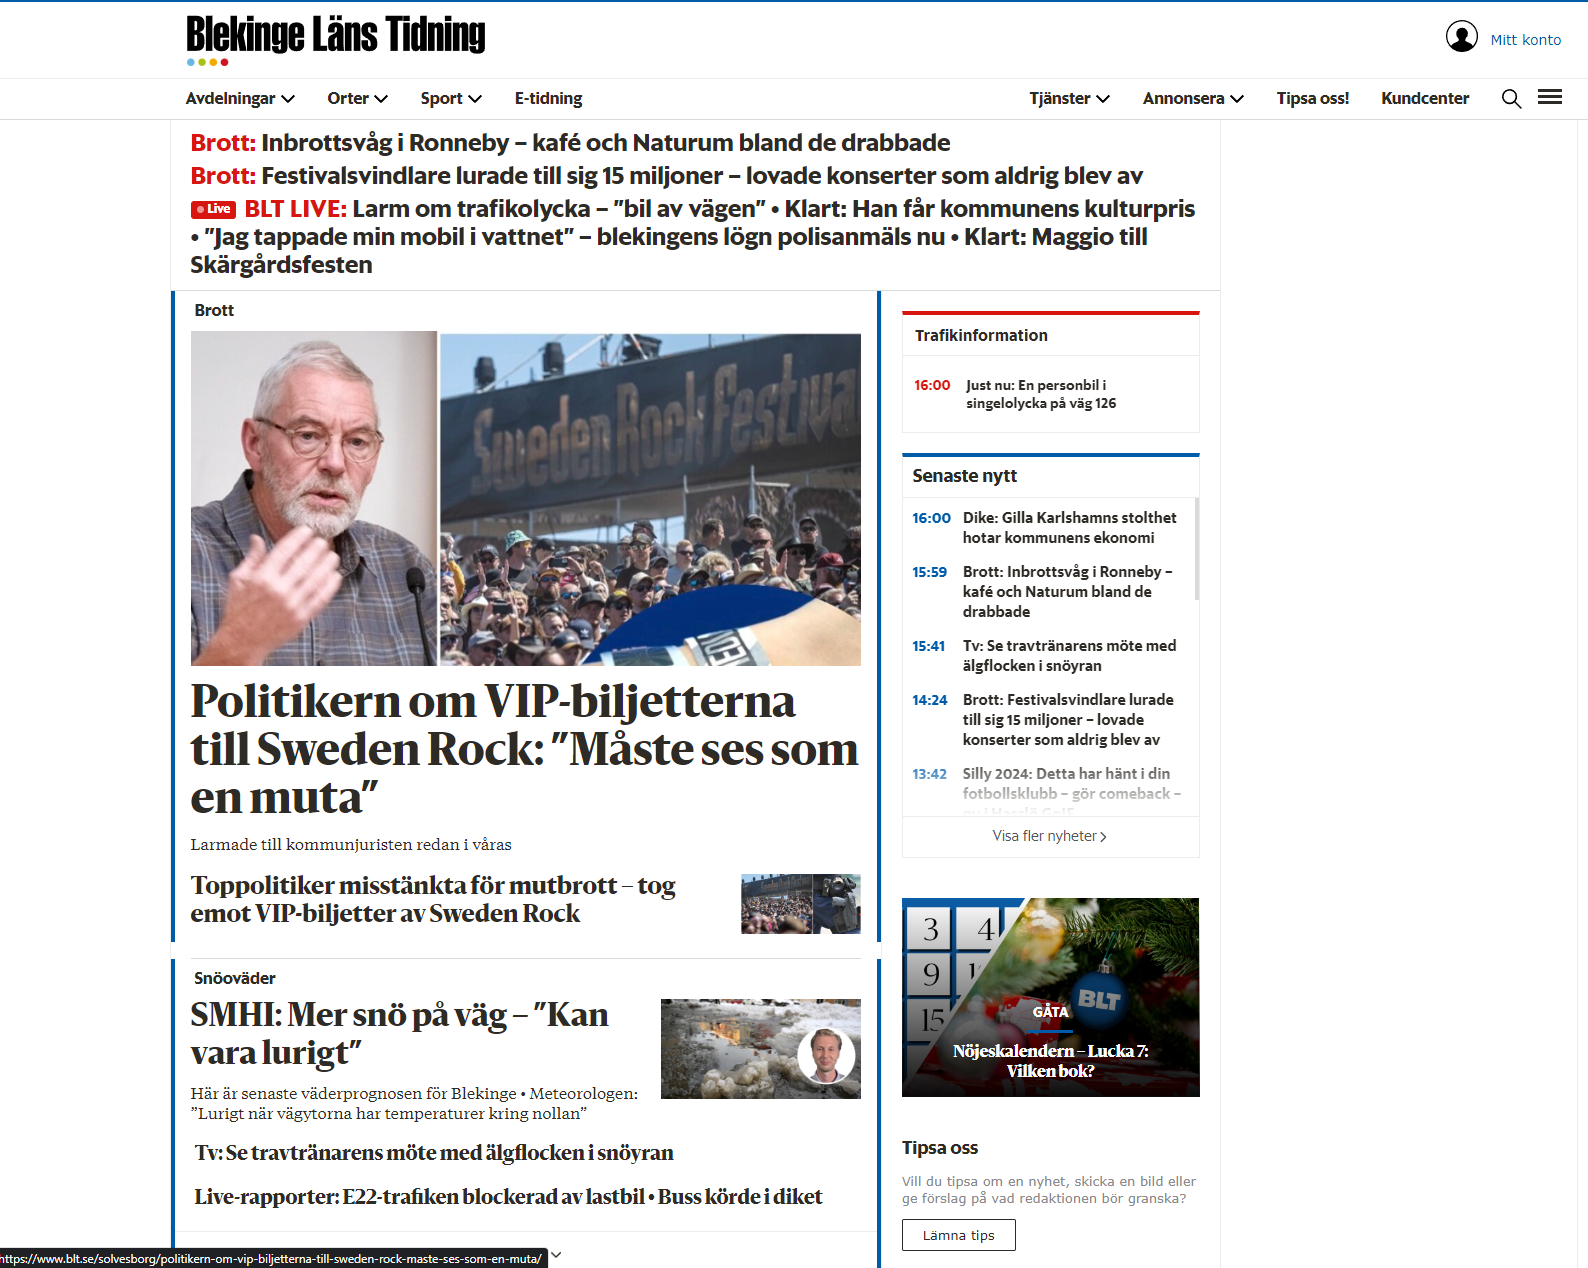 Blekinge Läns Tidning
Mitt konto
Avdelningar Orter Sport E-tidning Tjänster Annonsera Tipsa oss! Kundcenter
Brott: Inbrottsvåg i Ronneby – kafé och Naturum bland de drabbade
Brott: Festivalsvindlare lurade till sig 15 miljoner – lovade konserter som aldrig blev av
Live BLT LIVE: Larm om trafikolycka – ”bil av vägen” • Klart: Han får kommunens kulturpris
• ”Jag tappade min mobil i vattnet” – blekingens lögn polisanmäls nu • Klart: Maggio till
Skärgårdsfesten
Brott
Sweden Rock Festiva
Politikern om VIP-biljetterna
till Sweden Rock: ”Måste ses som
en muta”
Larmade till kommunjuristen redan i våras
Toppolitiker misstänkta för mutbrott – tog
emot VIP-biljetter av Sweden Rock
Snöoväder
SMHI: Mer snö på väg – ”Kan
vara lurigt”
Här är senaste väderprognosen för Blekinge • Meteorologen:
”Lurigt när vägytorna har temperaturer kring nollan”
Tv: Se travtränarens möte med älgflocken i snöyran
Live-rapporter: E22-trafiken blockerad av lastbil • Buss körde i diket
Trafikinformation
16:00 Just nu: En personbil i
singelolycka på väg 126
Senaste nytt
16:00 Dike: Gilla Karlshamns stolthet
hotar kommunens ekonomi
15:59 Brott: Inbrottsvåg i Ronneby –
kafé och Naturum bland de
drabbade
15:41 Tv: Se travtränarens möte med
älgflocken i snöyran
14:24 Brott: Festivalsvindlare lurade
till sig 15 miljoner – lovade
konserter som aldrig blev av
13:42 Silly 2024: Detta har hänt i din
fotbollsklubb – gör comeback –
Visa fler nyheter
3 4
9
15
BLT
GÅTA
Nöjeskalendern – Lucka 7:
Vilken bok?
Tipsa oss
Vill du tipsa om en nyhet, skicka en bild eller
ge förslag på vad redaktionen bör granska?
Lämna tips
https://www.blt.se/solvesborg/politikern-om-vip-biljetterna-till-sweden-rock-maste-ses-som-en-muta/